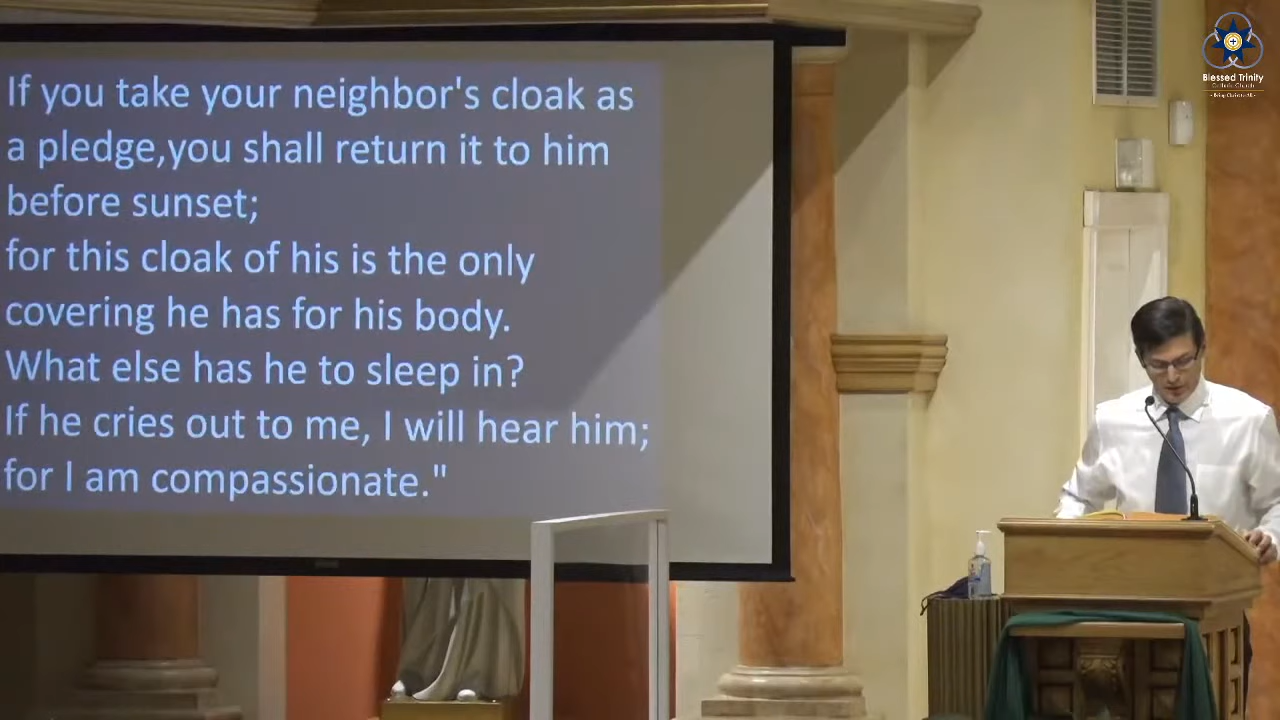 If you take your neighbor's cloak as
a pledge,you shall return it to him
before sunset;
for this cloak of his is the only
covering he has for his body.
What else has he to sleep in?
If he cries out to me, I will hear him;
for I am compassionate."
Blessed Trinity
Catholic Church